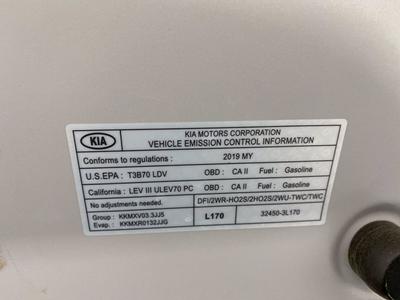 KIA
KIA MOTORS CORPORATION
VEHICLE EMISSION CONTROL INFORMATION
Conforms to regulations : 2019 MY
U.S.EPA : T3B70 LDV OBD : CA II Fuel : Gasoline
California : LEV III ULEV70 PC OBD : CA II Fuel : Gasoline
No adjustments needed. DFI/2WR-HO2S/2HO2S/2WU-TWC/TWC
Group : KKMXV03.3JJ5 L170 32450-3L170
Evap. : KKMXR0132JJG